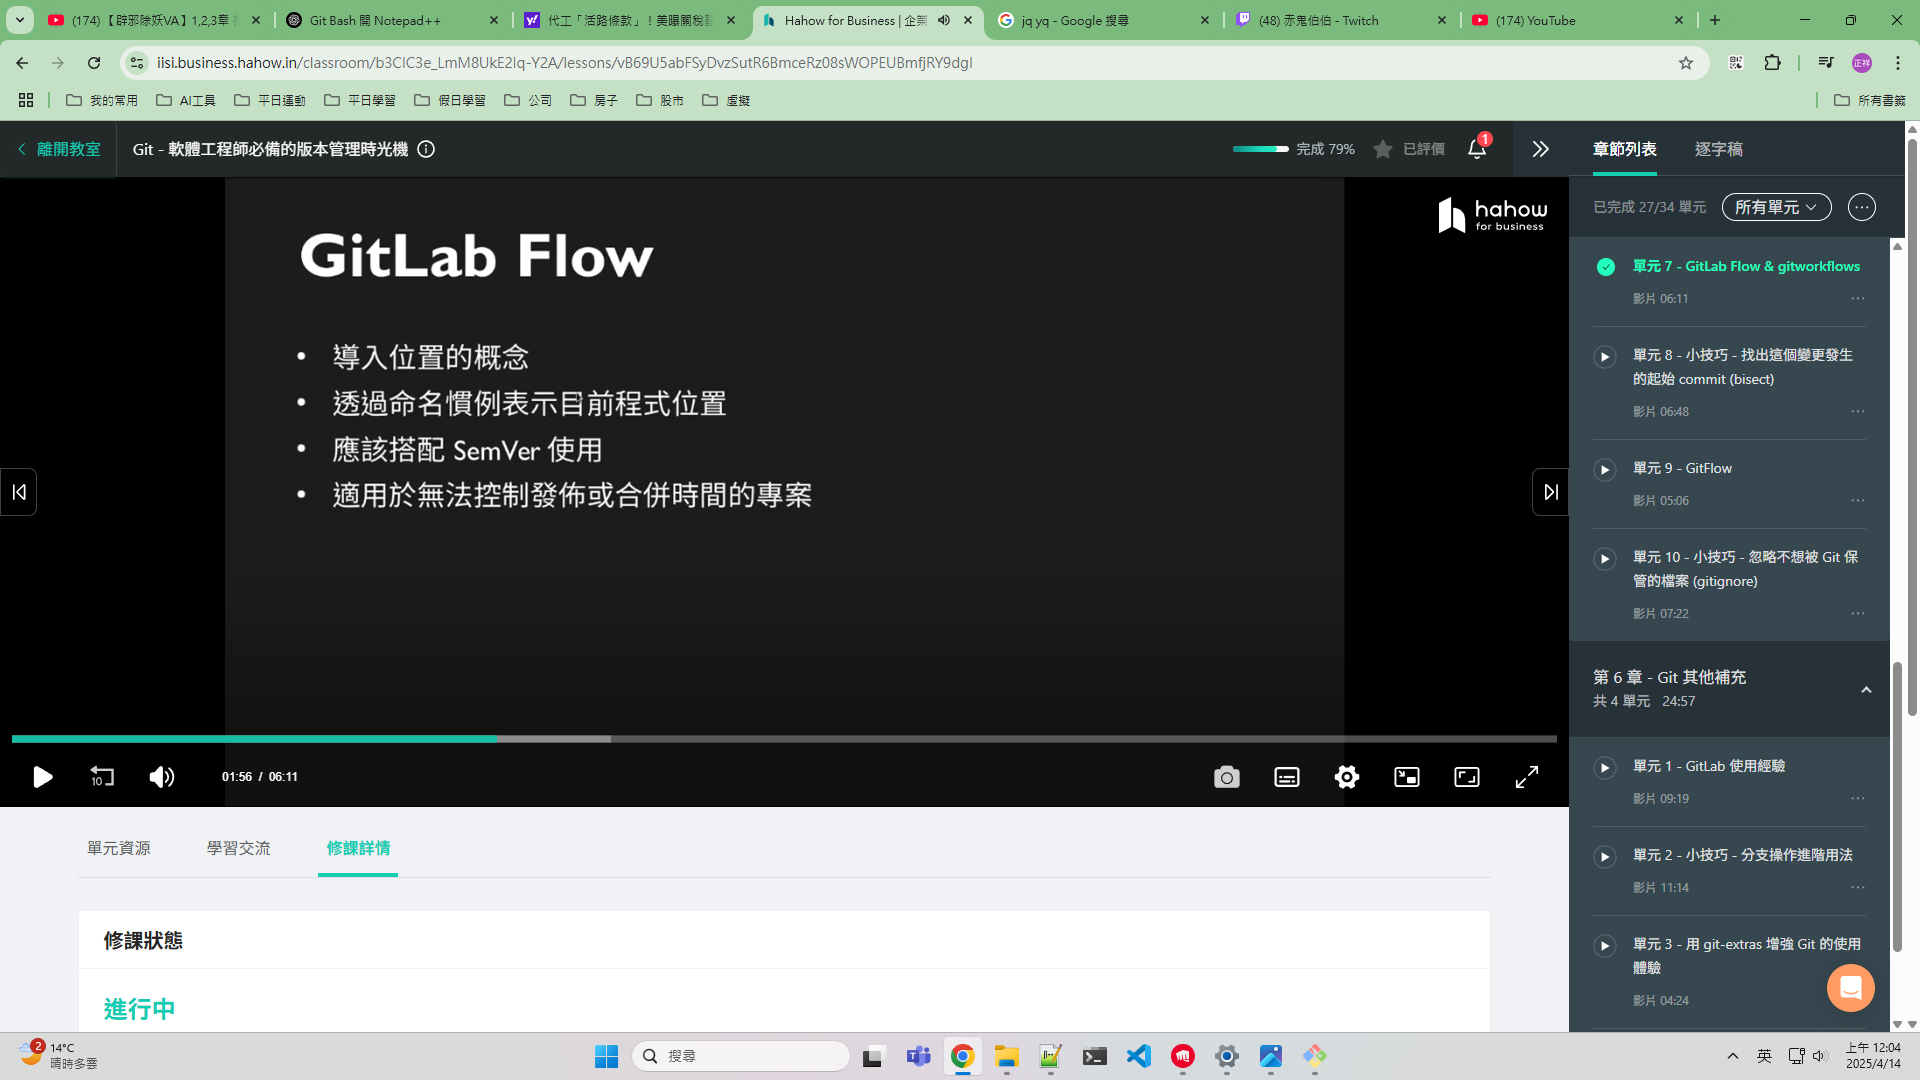 (174) 【辟邪除妖VA】1,2,3章
Git Bash 開 Notepad++
代工「活路條款」！美眼關稅
Hahow for Business | 企業
jq yq - Google 搜尋
(48) 赤鬼伯伯 - Twitch
(174) YouTube
iisi.business.hahow.in/classroom/b3ClC3e_LmM8UkE2lq-Y2A/lessons/vB69U5abFSyDvzSutR6BmceRz08sWOPEUBmfjRY9dgI
正祥
我的常用
AI工具
平日運動
平日學習
假日學習
公司
房子
股市
虛擬
所有書籤
離開教室
Git - 軟體工程師必備的版本管理時光機
完成 79%
已評價
1
章節列表
逐字稿
已完成 27/34 單元
所有單元
hahow
for business
GitLab Flow
• 導入位置的概念
• 透過命名慣例表示目前程式位置
• 應該搭配 SemVer 使用
• 適用於無法控制發佈或合併時間的專案
10
01:56 / 06:11
單元 7 - GitLab Flow & gitworkflows
影片 06:11
單元 8 - 小技巧 - 找出這個變更發生
的起始 commit (bisect)
影片 06:48
單元 9 - GitFlow
影片 05:06
單元 10 - 小技巧 - 忽略不想被 Git 保
管的檔案 (gitignore)
影片 07:22
第 6 章 - Git 其他補充
共 4 單元 24:57
單元 1 - GitLab 使用經驗
影片 09:19
單元 2 - 小技巧 - 分支操作進階用法
影片 11:14
單元 3 - 用 git-extras 增強 Git 的使用
體驗
影片 04:24
單元資源
學習交流
修課詳情
修課狀態
進行中
2
14°C
晴時多雲
搜尋
英
上午 12:04
2025/4/14